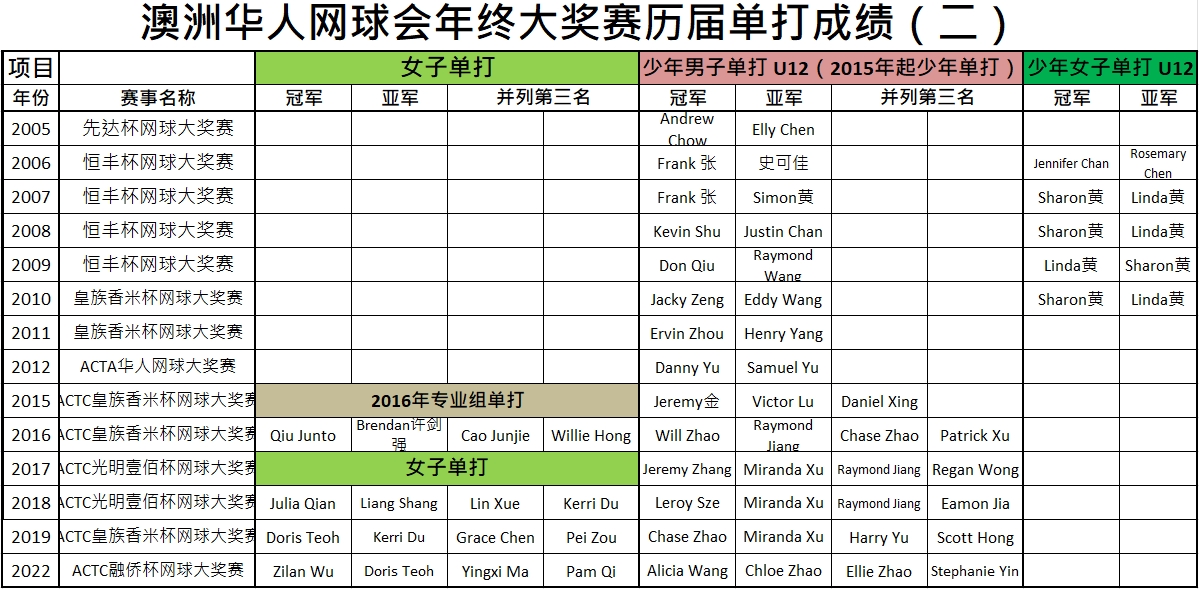 澳洲华人网球会年终大奖赛历届单打成绩（二）
项目 女子单打 少年男子单打 U12（2015年起少年单打） 少年女子单打 U12
年份 赛事名称 冠军 亚军 并列第三名 冠军 亚军 并列第三名 冠军 亚军
2005 先达杯网球大奖赛 Andrew Chow Elly Chen
2006 恒丰杯网球大奖赛 Frank 张 史可佳 Jennifer Chan Rosemary Chen
2007 恒丰杯网球大奖赛 Frank 张 Simon黄 Sharon黄 Linda黄
2008 恒丰杯网球大奖赛 Kevin Shu Justin Chan Sharon黄 Linda黄
2009 恒丰杯网球大奖赛 Don Qiu Raymond Wang Linda黄 Sharon黄
2010 皇族香米杯网球大奖赛 Jacky Zeng Eddy Wang Sharon黄 Linda黄
2011 皇族香米杯网球大奖赛 Ervin Zhou Henry Yang
2012 ACTA华人网球大奖赛 Danny Yu Samuel Yu
2015 ACTC皇族香米杯网球大奖赛 2016年专业组单打 Jeremy金 Victor Lu Daniel Xing
2016 ACTC皇族香米杯网球大奖赛 Qiu Junto Brendan许剑强 Cao Junjie Willie Hong Will Zhao Raymond Jiang Chase Zhao Patrick Xu
2017 ACTC光明壹佰杯网球大奖赛 女子单打 Jeremy Zhang Miranda Xu Raymond Jiang Regan Wong
2018 ACTC光明壹佰杯网球大奖赛 Julia Qian Liang Shang Lin Xue Kerri Du Leroy Sze Miranda Xu Raymond Jiang Eamon Jia
2019 ACTC皇族香米杯网球大奖赛 Doris Teoh Kerri Du Grace Chen Pei Zou Chase Zhao Miranda Xu Harry Yu Scott Hong
2022 ACTC融侨杯网球大奖赛 Zilan Wu Doris Teoh Yingxi Ma Pam Qi Alicia Wang Chloe Zhao Ellie Zhao Stephanie Yin